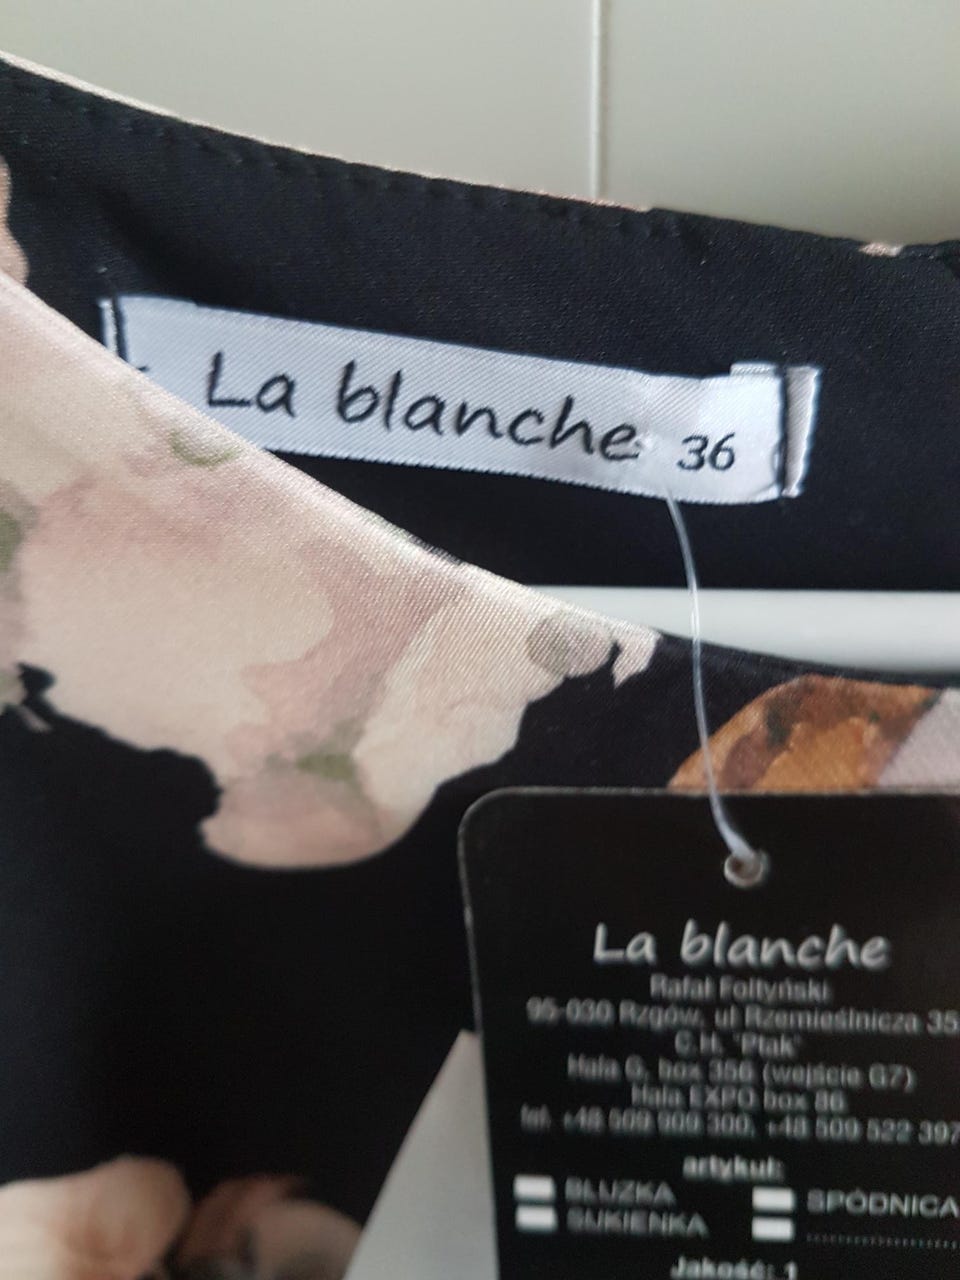 La blanche 36
La blanche
Rafał Foltyński
95-030 Rzgów, ul Rzemieślnicza 35
C.H. "Ptak"
Hala G, box 356 (wejście G7)
Hala EXPO box 86
tel. +48 509 909 300, +48 509 522 397
artykuł:
BLUZKA SPÓDNICA
SUKIENKA ....................
Jakość: 1